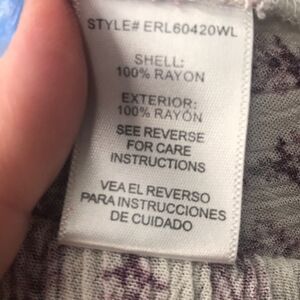 STYLE# ERL60420WL
SHELL:
100% RAYON
EXTERIOR:
100% RAYÓN
SEE REVERSE
FOR CARE
INSTRUCTIONS
VEA EL REVERSO
PARA INSTRUCCIONES
DE CUIDADO